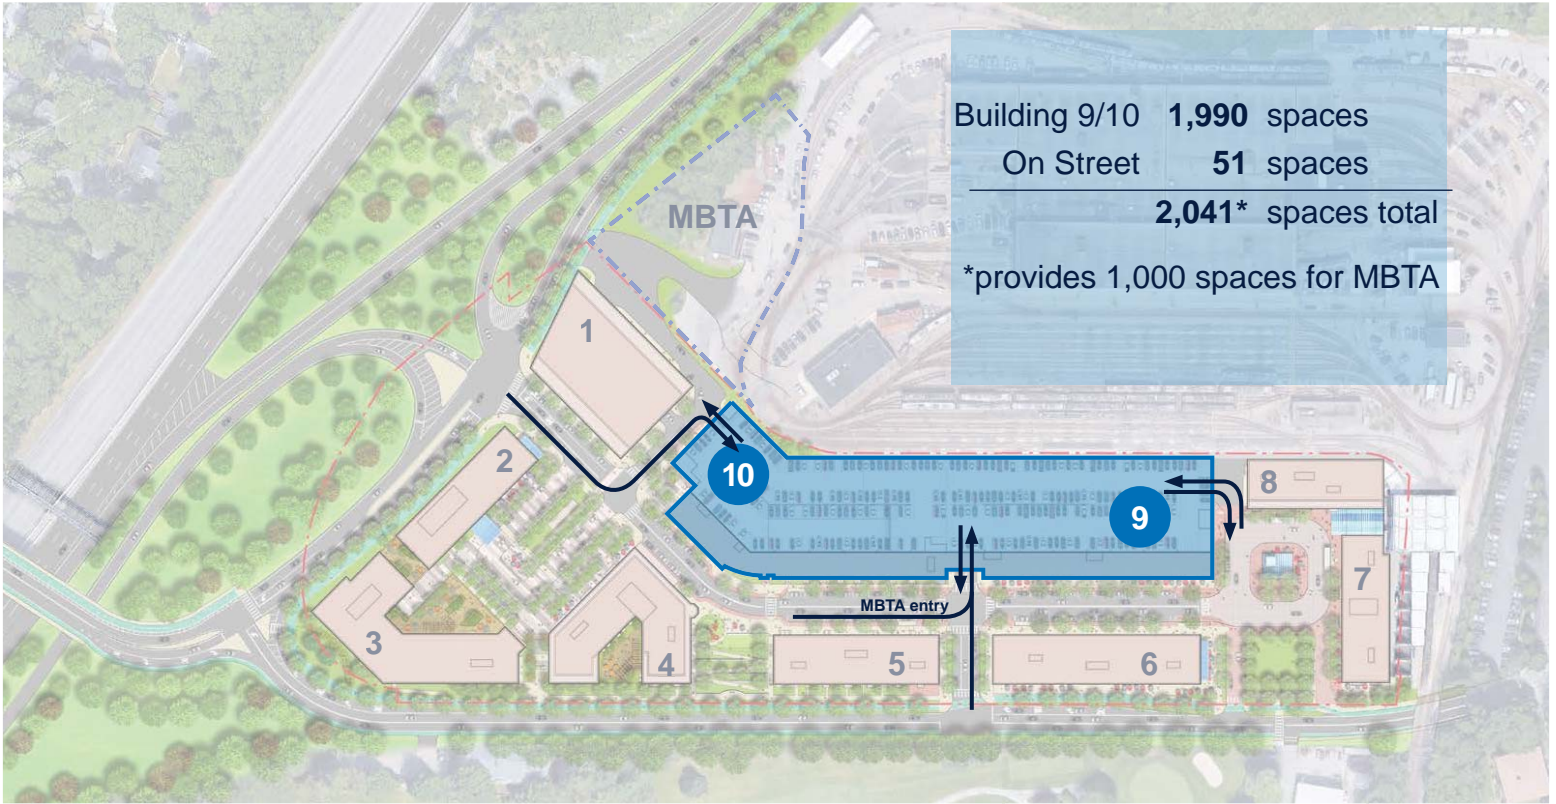 Building 9/10 1,990 spaces
On Street 51 spaces
2,041* spaces total
*provides 1,000 spaces for MBTA
MBTA
1
2
10
9
8
7
MBTA entry
3
4
5
6